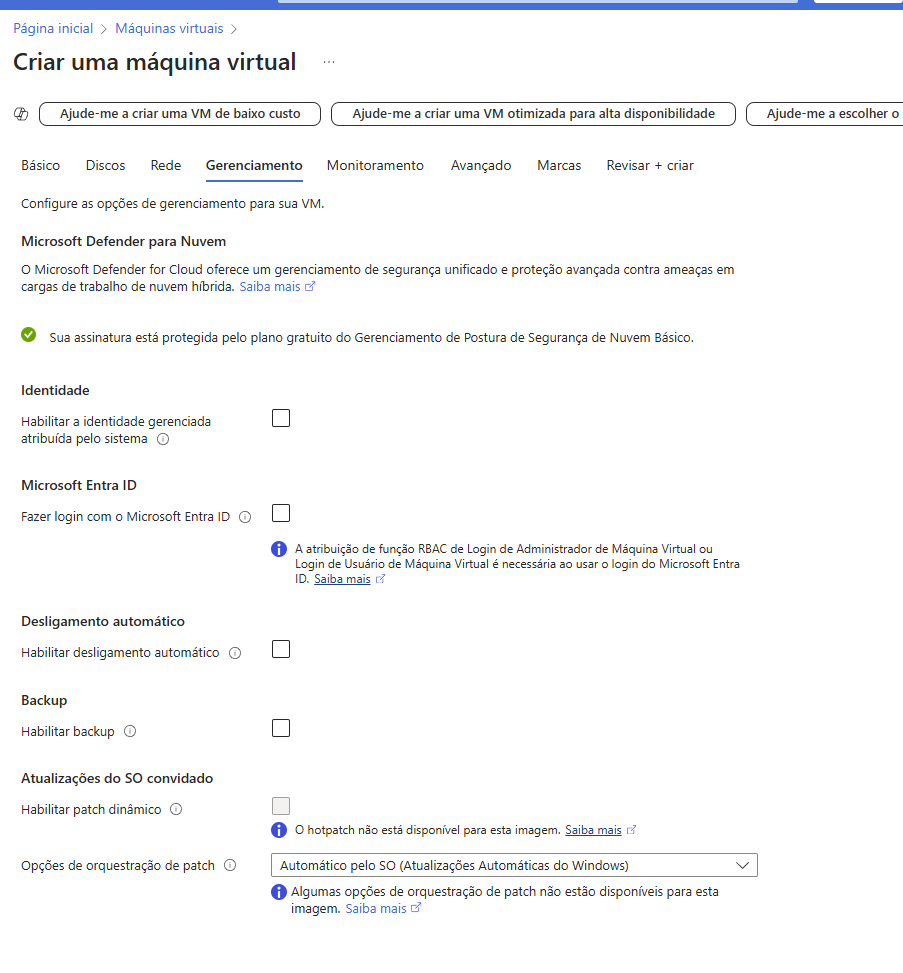 Página inicial > Máquinas virtuais >
Criar uma máquina virtual ...
Ajude-me a criar uma VM de baixo custo
Ajude-me a criar uma VM otimizada para alta disponibilidade
Ajude-me a escolher o
Básico Discos Rede Gerenciamento Monitoramento Avançado Marcas Revisar + criar
Configure as opções de gerenciamento para sua VM.
Microsoft Defender para Nuvem
O Microsoft Defender for Cloud oferece um gerenciamento de segurança unificado e proteção avançada contra ameaças em
cargas de trabalho de nuvem híbrida. Saiba mais
Sua assinatura está protegida pelo plano gratuito do Gerenciamento de Postura de Segurança de Nuvem Básico.
Identidade
Habilitar a identidade gerenciada
atribuída pelo sistema
Microsoft Entra ID
Fazer login com o Microsoft Entra ID
A atribuição de função RBAC de Login de Administrador de Máquina Virtual ou
Login de Usuário de Máquina Virtual é necessária ao usar o login do Microsoft Entra
ID. Saiba mais
Desligamento automático
Habilitar desligamento automático
Backup
Habilitar backup
Atualizações do SO convidado
Habilitar patch dinâmico
O hotpatch não está disponível para esta imagem. Saiba mais
Opções de orquestração de patch
Automático pelo SO (Atualizações Automáticas do Windows)
Algumas opções de orquestração de patch não estão disponíveis para esta
imagem. Saiba mais